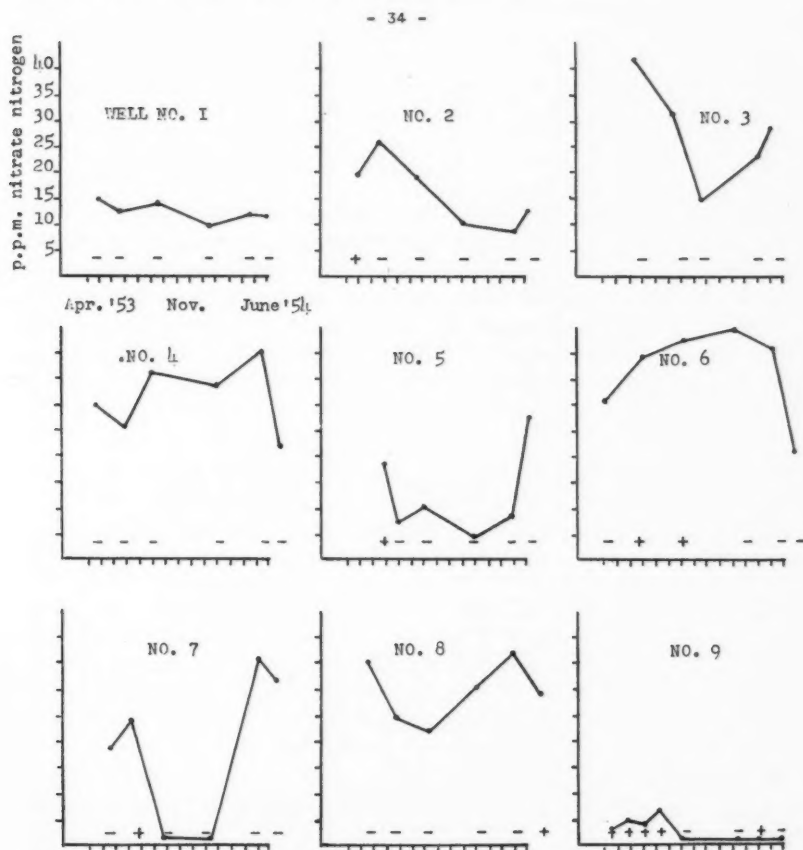 - 34 -
p.p.m. nitrate nitrogen
40
35
30
25
20
15
10
5
WELL NO. I
NO. 2
NO. 3
- - - - - -
+ - - - - -
- - - - -
Apr.'53 Nov. June'54
.NO. 4
NO. 5
NO. 6
- - - - - -
+ - - - - -
- + + - - -
NO. 7
NO. 8
NO. 9
- + - - - -
- - - - - +
+ + + + - - + -